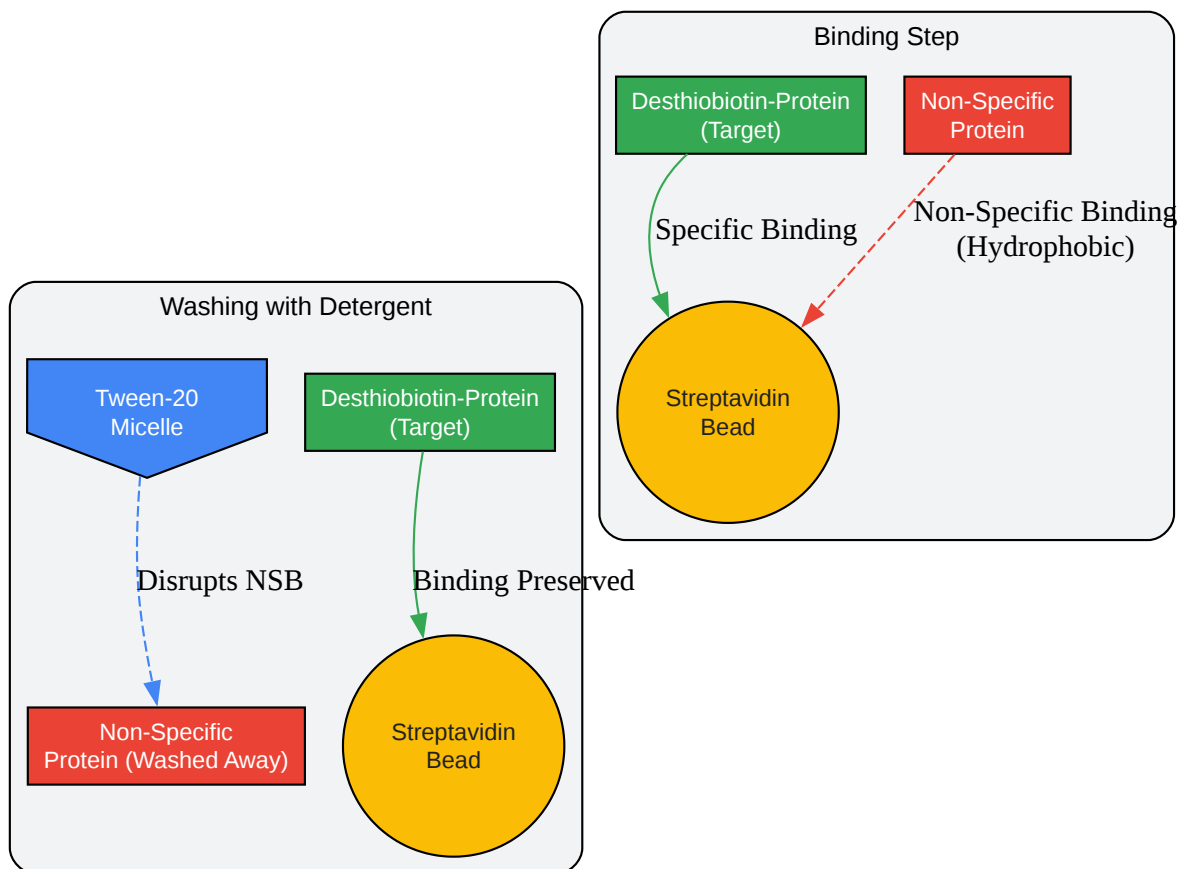 Binding Step
Desthiobiotin-Protein
(Target)
Non-Specific
Protein
Specific Binding
Non-Specific Binding
(Hydrophobic)
Streptavidin
Bead
Washing with Detergent
Tween-20
Micelle
Desthiobiotin-Protein
(Target)
Disrupts NSB
Binding Preserved
Non-Specific
Protein (Washed Away)
Streptavidin
Bead